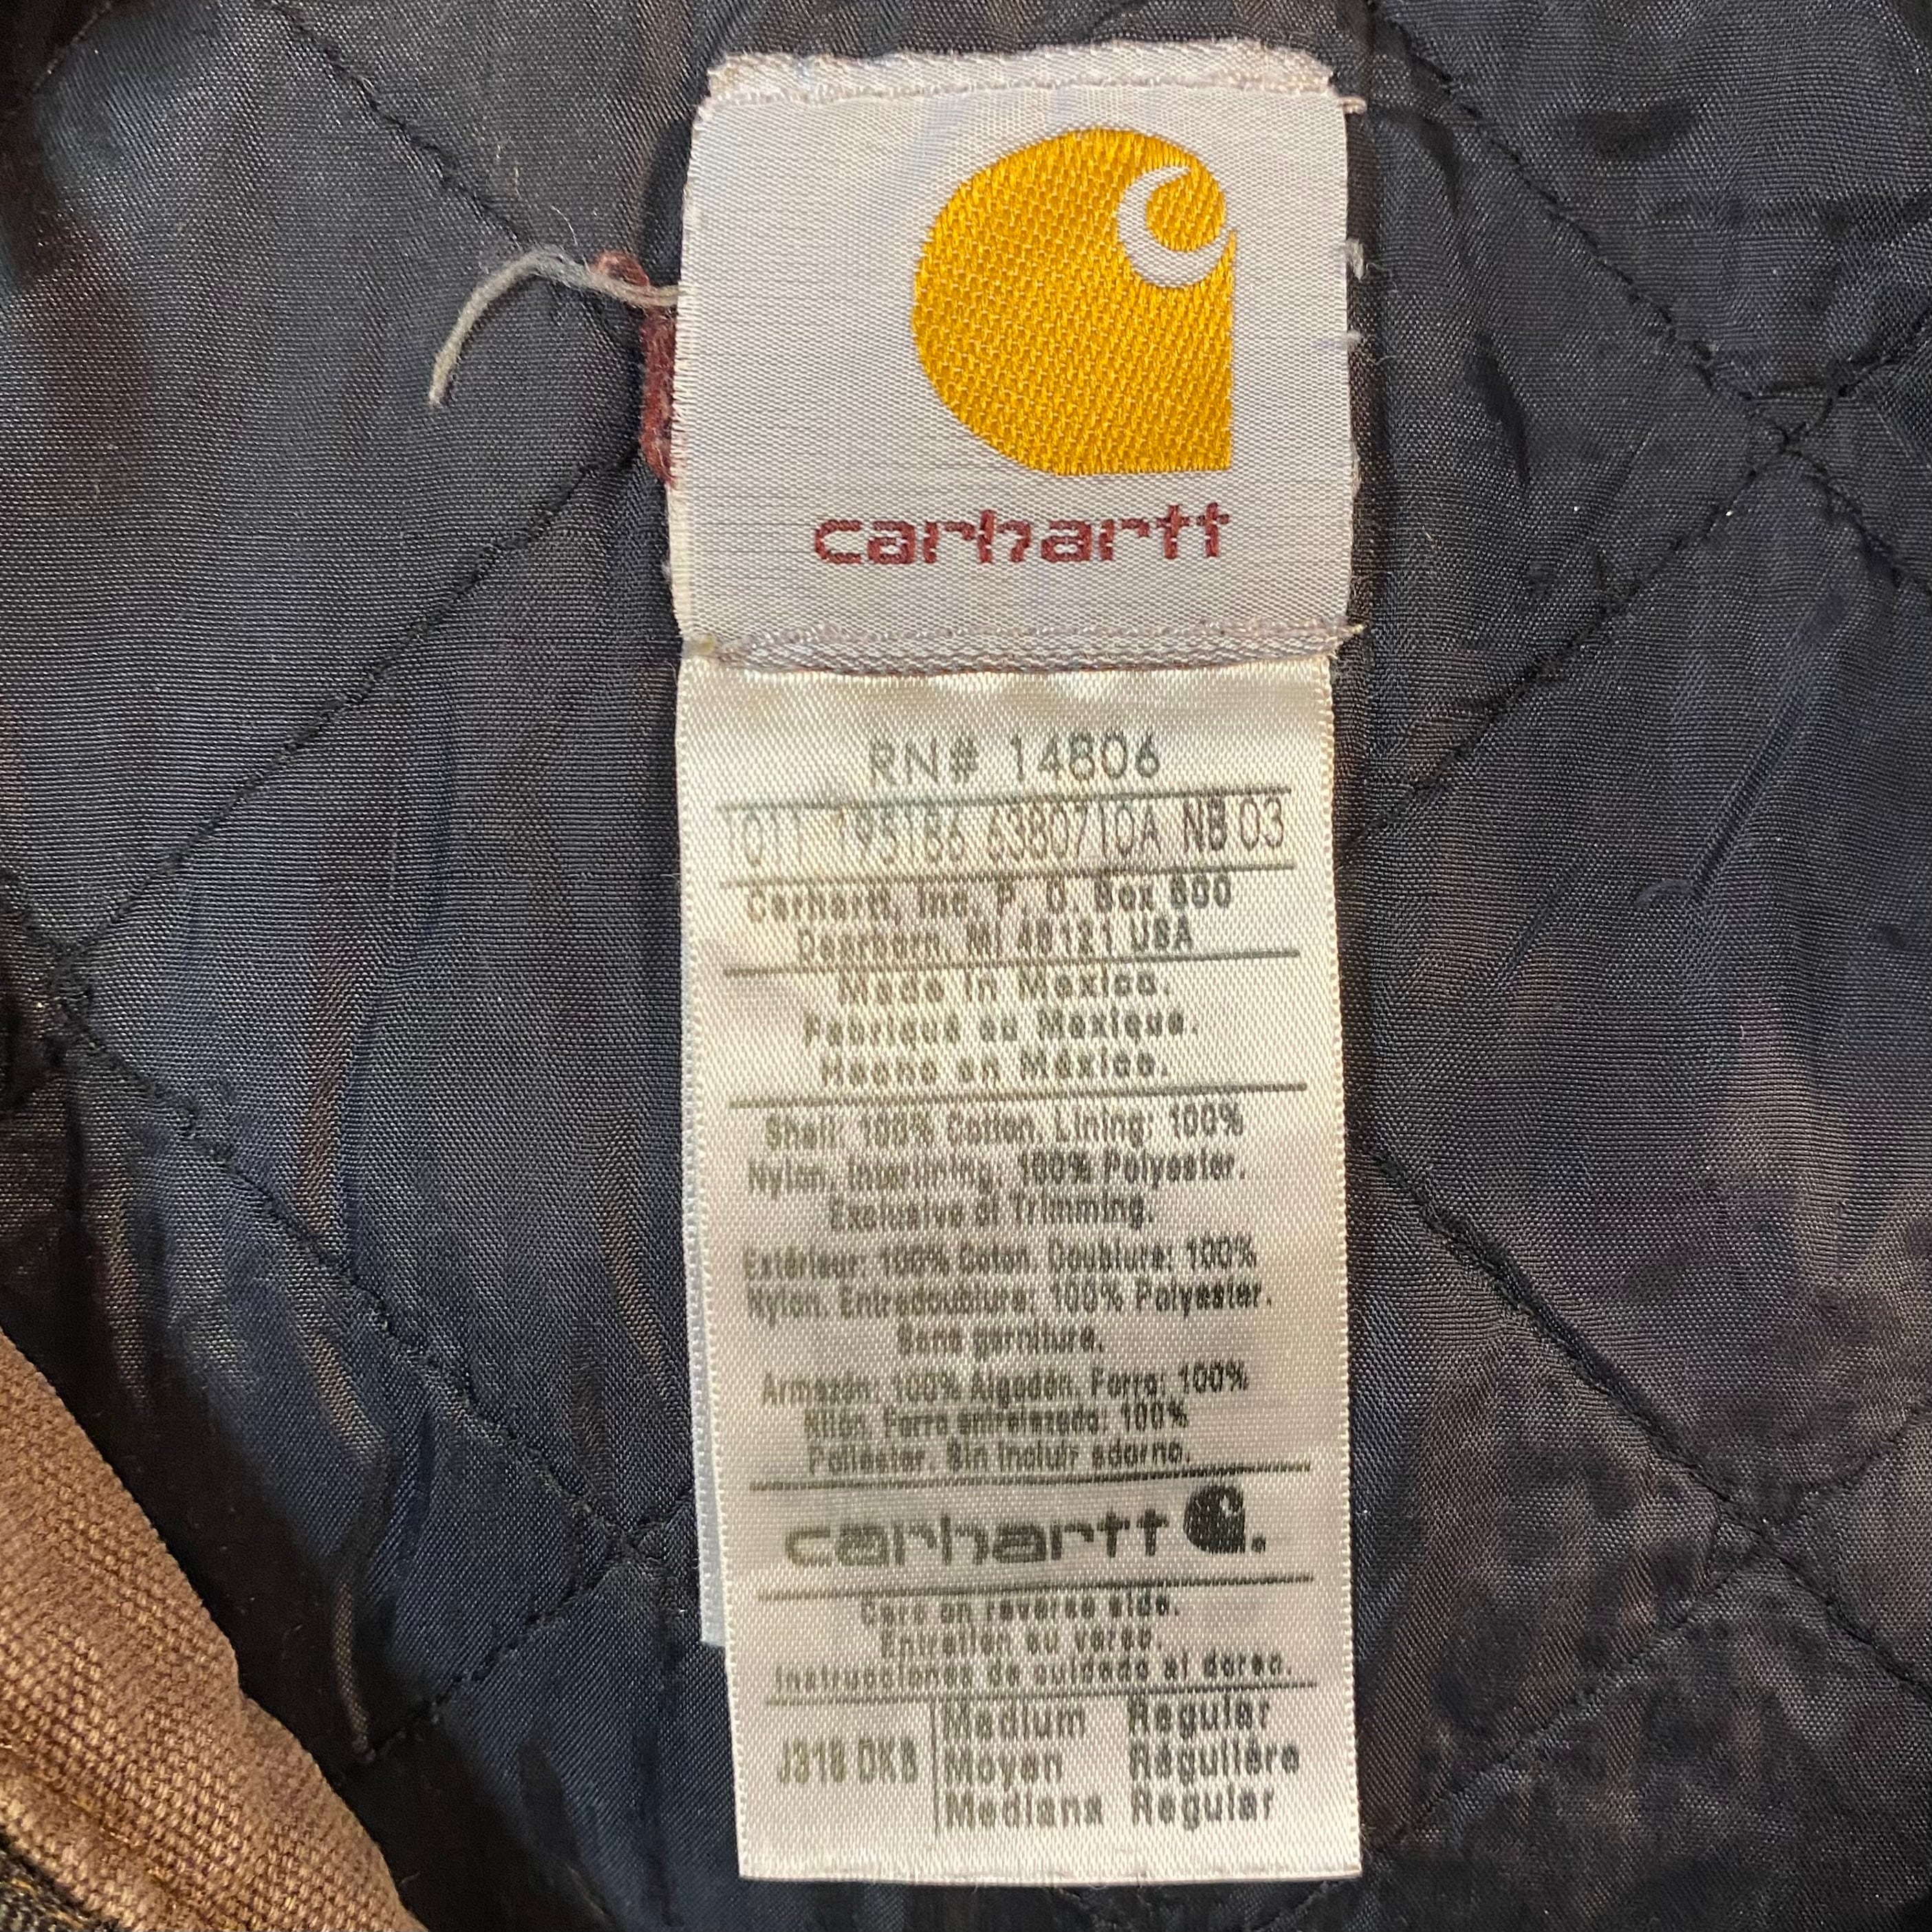 carhartt
RN# 14806
1011 195186 6380710A NB 03
Carhartt, Inc. P. O. Box 600
Dearborn, MI 48121 USA
Made in Mexico.
Fabriqué au Mexique.
Hecho en México.
Shell: 100% Cotton. Lining: 100%
Nylon. Interlining: 100% Polyester.
Exclusive of Trimming.
Extérieur: 100% Coton. Doublure: 100%
Nylon. Entredoublure: 100% Polyester.
Sans garniture.
Armazon: 100% Algodón. Forro: 100%
Nilón. Forro entrelazado: 100%
Poliéster. Sin incluir adorno.
carhartt
Care on reverse side.
Entretien au verso.
Instrucciones de cuidado al dorso.
Medium Regular
J318 DKB Moyen Régulière
Mediana Regular